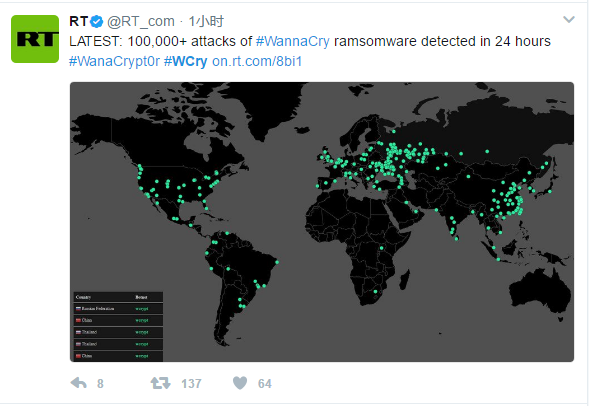 RT
RT @RT_com · 1小时
LATEST: 100,000+ attacks of #WannaCry ramsomware detected in 24 hours
#WanaCrypt0r #WCry on.rt.com/8bi1
Country
Russian Federation wcrypt
China wcrypt
Thailand wcrypt
Thailand wcrypt
China wcrypt
8 137 64